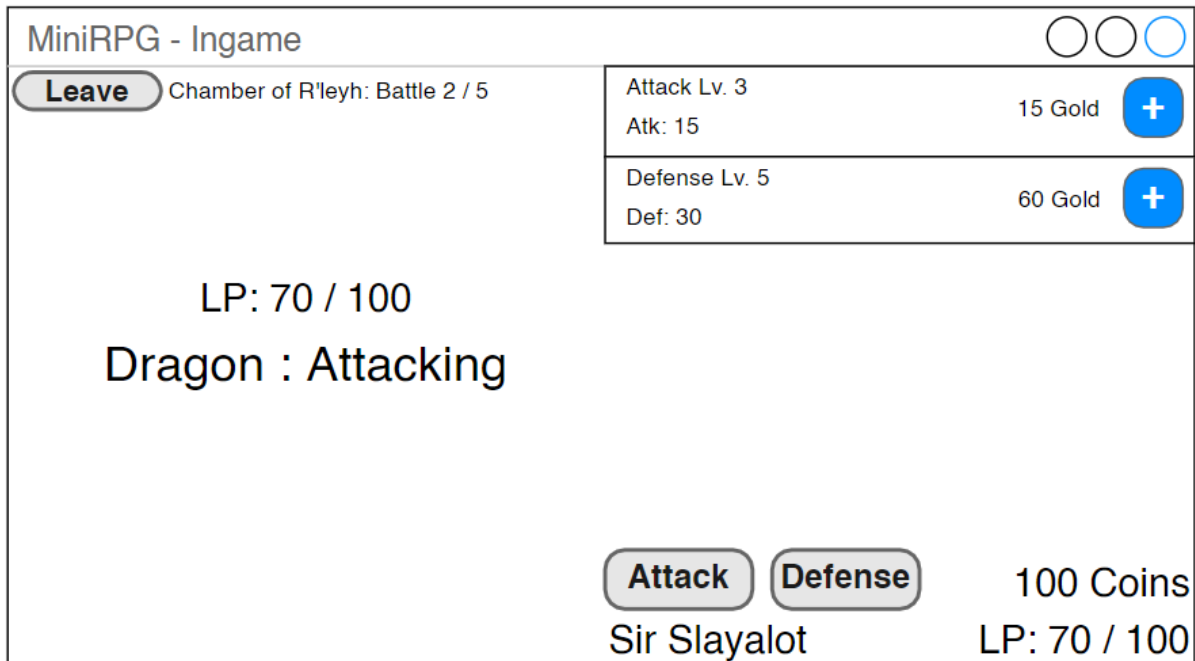 MiniRPG - Ingame
Leave
Chamber of R'leyh: Battle 2 / 5
Attack Lv. 3
Atk: 15
15 Gold
+
Defense Lv. 5
Def: 30
60 Gold
+
LP: 70 / 100
Dragon : Attacking
Attack
Defense
100 Coins
Sir Slayalot
LP: 70 / 100